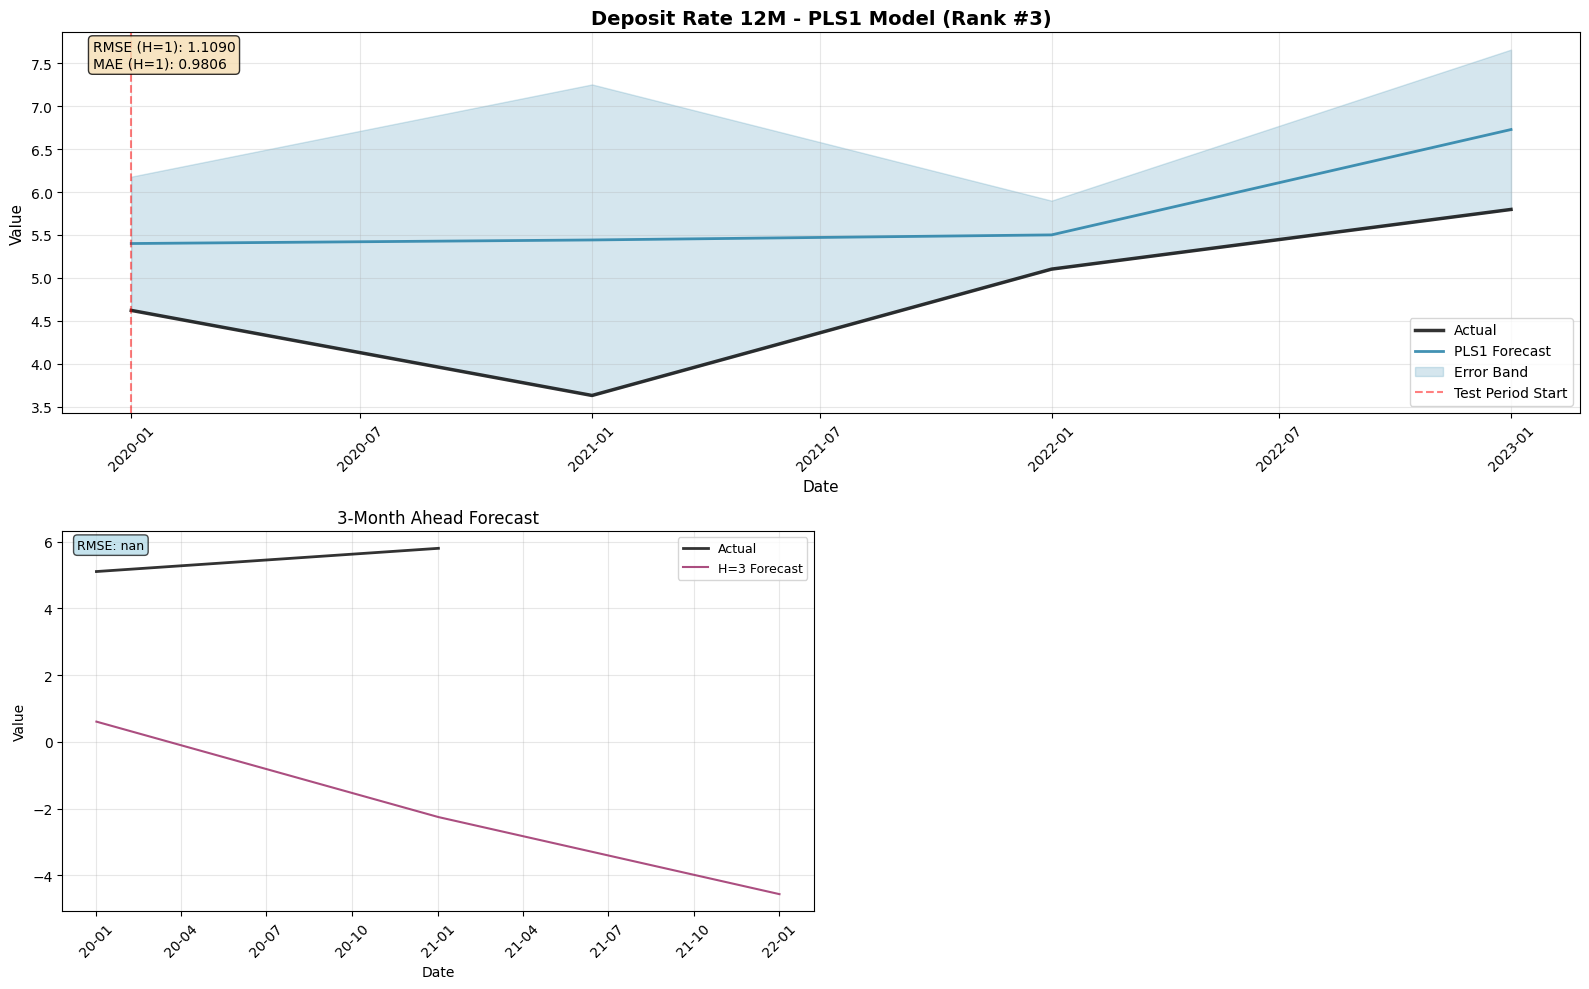 Deposit Rate 12M - PLS1 Model (Rank #3)
RMSE (H=1): 1.1090
MAE (H=1): 0.9806
Value
7.5
7.0
6.5
6.0
5.5
5.0
4.5
4.0
3.5
Actual
PLS1 Forecast
Error Band
Test Period Start
2020-01
2020-07
2021-01
2021-07
2022-01
2022-07
2023-01
Date
3-Month Ahead Forecast
RMSE: nan
Actual
H=3 Forecast
Value
6
4
2
0
−2
−4
20-01
20-04
20-07
20-10
21-01
21-04
21-07
21-10
22-01
Date